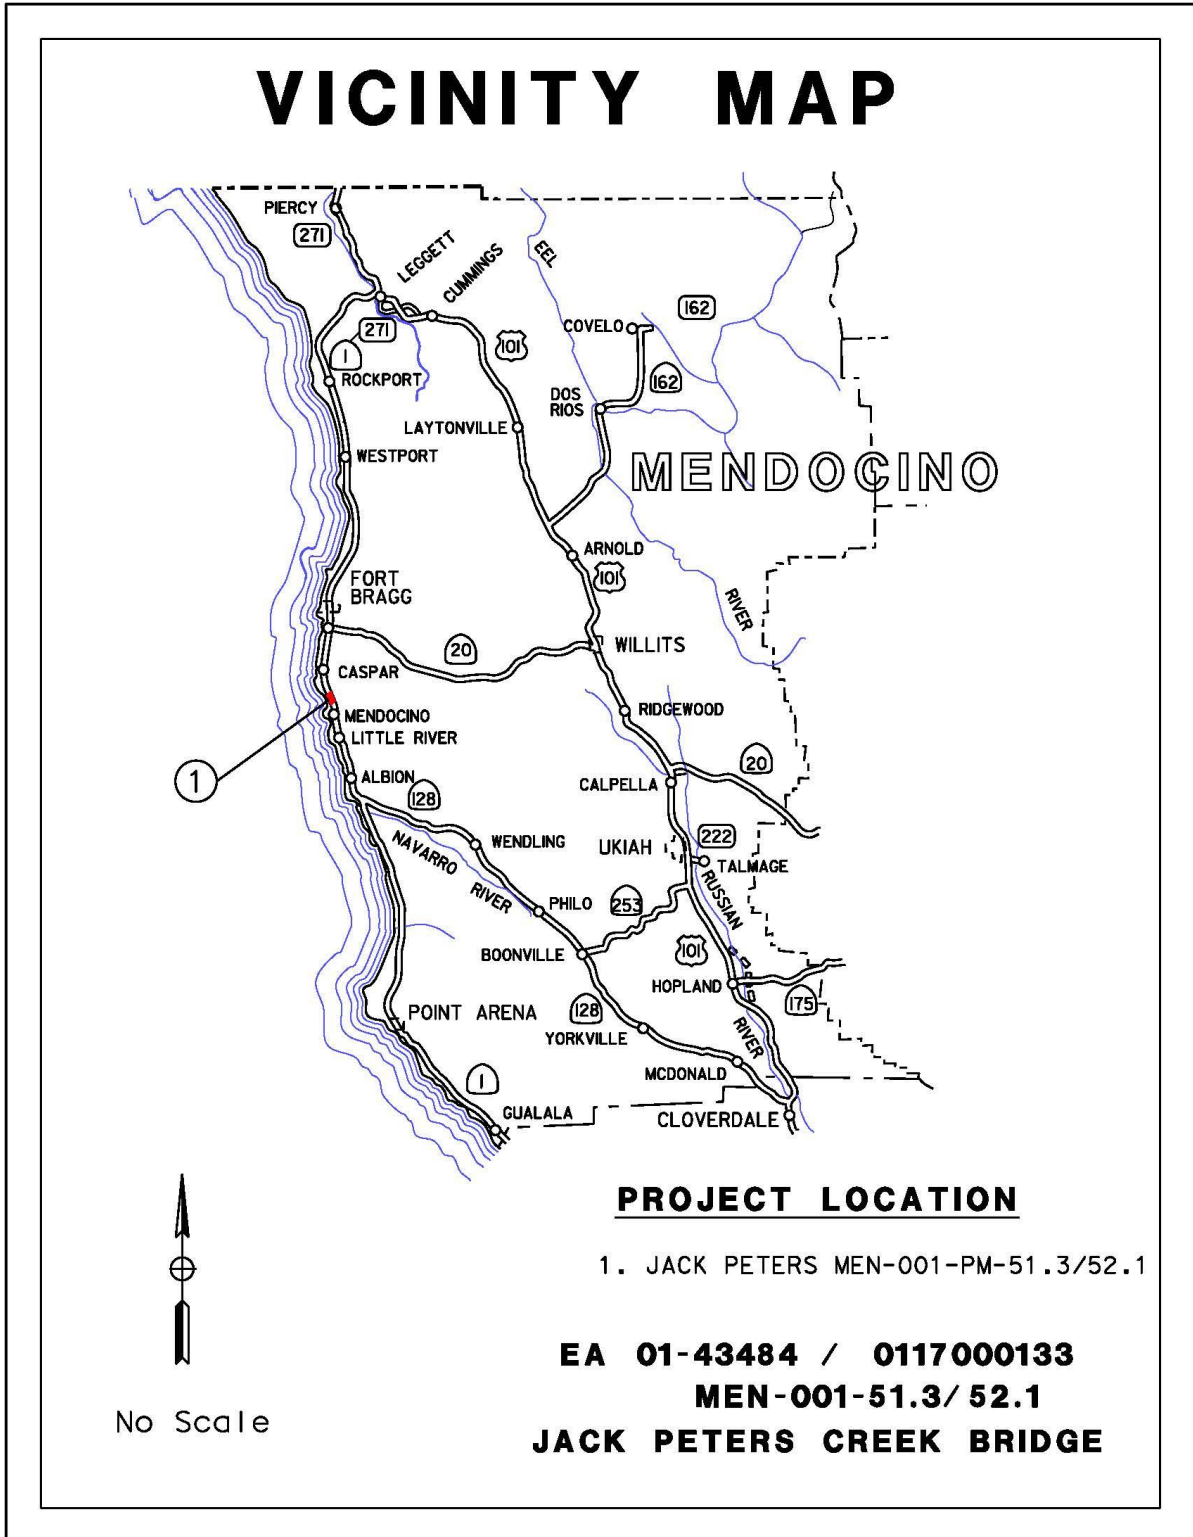 VICINITY MAP
PIERCY
271
LEGGETT
CUMMINGS
EEL
162
COVELO
271
1
101
ROCKPORT
162
DOS
RIOS
LAYTONVILLE
WESTPORT
MENDOCINO
ARNOLD
101
FORT
BRAGG
RIVER
20
WILLITS
CASPAR
RIDGEWOOD
MENDOCINO
LITTLE RIVER
1
ALBION
20
CALPELLA
128
222
NAVARRO
RIVER
WENDLING
UKIAH
TALMAGE
RUSSIAN
RIVER
253
PHILO
BOONVILLE
101
HOPLAND
175
POINT ARENA
128
YORKVILLE
MCDONALD
1
GUALALA
CLOVERDALE
PROJECT LOCATION
1. JACK PETERS MEN-001-PM-51.3/52.1
EA 01-43484 / 0117000133
MEN-001-51.3/52.1
No Scale
JACK PETERS CREEK BRIDGE